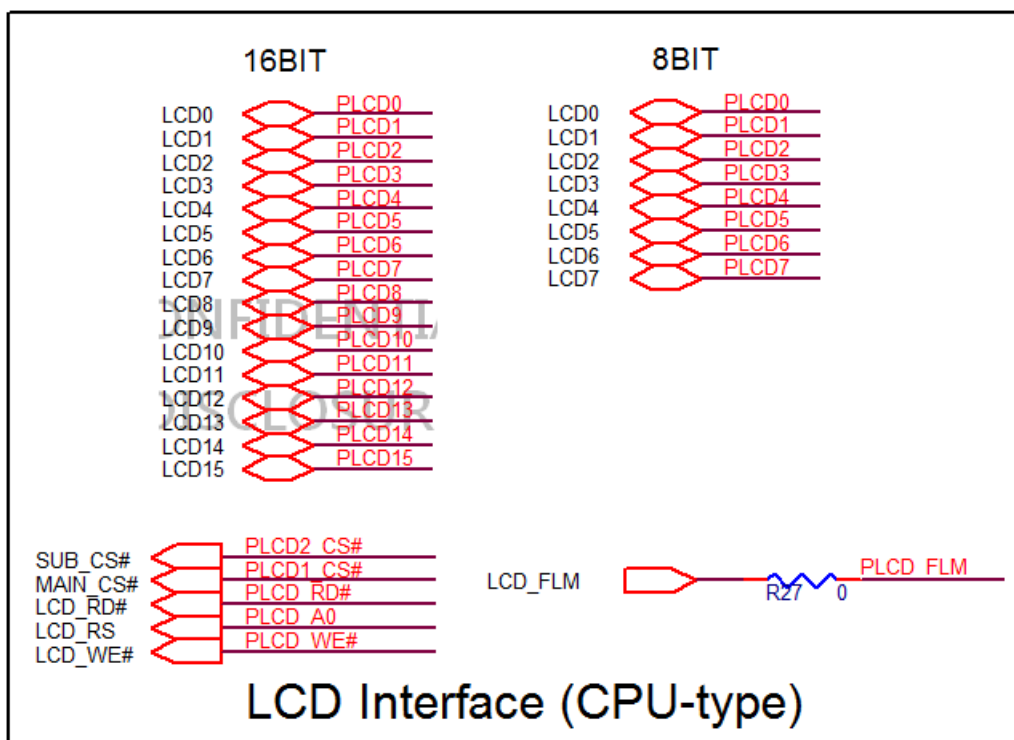 16BIT
8BIT
LCD0 PLCD0
LCD1 PLCD1
LCD2 PLCD2
LCD3 PLCD3
LCD4 PLCD4
LCD5 PLCD5
LCD6 PLCD6
LCD7 PLCD7
LCD8 PLCD8
LCD9 PLCD9
LCD10 PLCD10
LCD11 PLCD11
LCD12 PLCD12
LCD13 PLCD13
LCD14 PLCD14
LCD15 PLCD15
LCD0 PLCD0
LCD1 PLCD1
LCD2 PLCD2
LCD3 PLCD3
LCD4 PLCD4
LCD5 PLCD5
LCD6 PLCD6
LCD7 PLCD7
ONFIDENTIA
DISCLOSUR
SUB_CS# PLCD2_CS#
MAIN_CS# PLCD1_CS#
LCD_RD# PLCD_RD#
LCD_RS PLCD_A0
LCD_WE# PLCD_WE#
LCD_FLM PLCD_FLM
R27 0
LCD Interface (CPU-type)